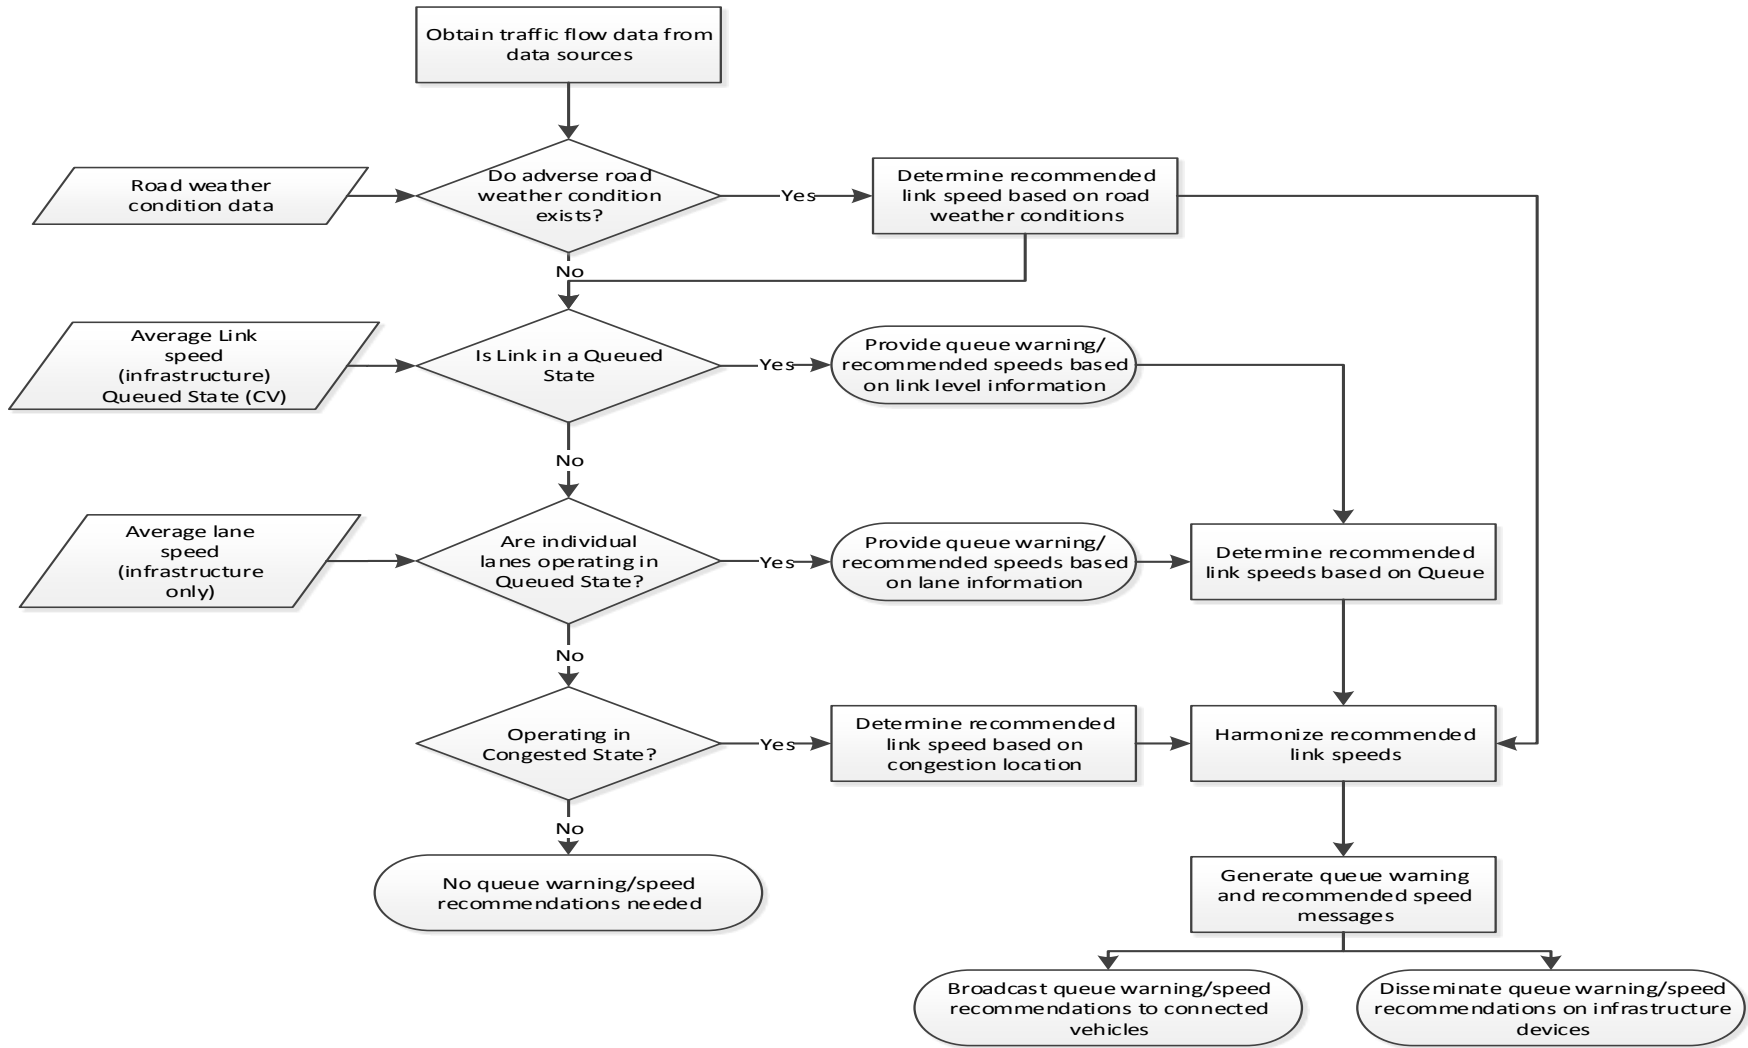 Obtain traffic flow data from
data sources
Road weather
condition data
Do adverse road
weather condition
exists?
Yes
Determine recommended
link speed based on road
weather conditions
No
Average Link
speed
(infrastructure)
Queued State (CV)
Is Link in a Queued
State
Yes
Provide queue warning/
recommended speeds based
on link level information
No
Average lane
speed
(infrastructure
only)
Are individual
lanes operating in
Queued State?
Yes
Provide queue warning/
recommended speeds based
on lane information
Determine recommended
link speeds based on Queue
No
Operating in
Congested State?
Yes
Determine recommended
link speed based on
congestion location
Harmonize recommended
link speeds
No
No queue warning/speed
recommendations needed
Generate queue warning
and recommended speed
messages
Broadcast queue warning/speed
recommendations to connected
vehicles
Disseminate queue warning/speed
recommendations on infrastructure
devices